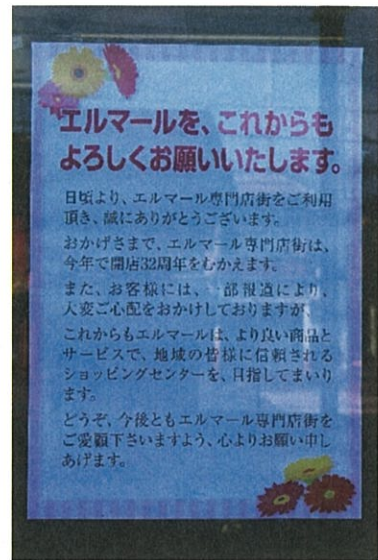 エルマールを、これからも
よろしくお願いいたします。
日頃より、エルマール専門店街をご利用
頂き、誠にありがとうございます。
おかげさまで、エルマール専門店街は、
今年で開店32周年をむかえます。
また、お客様には、一部報道により、
大変ご心配をおかけしておりますが、
これからもエルマールは、より良い商品と
サービスで、地域の皆様に信頼される
ショッピングセンターを、目指してまいり
ます。
どうぞ、今後ともエルマール専門店街を
ご愛顧下さいますよう、心よりお願い申し
あげます。